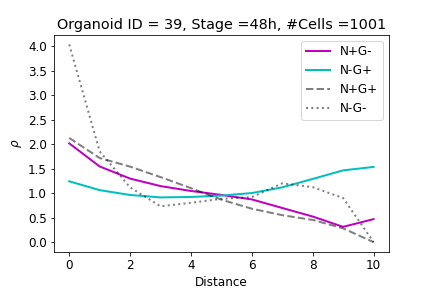 Organoid ID = 39, Stage =48h, #Cells =1001
4.0
3.5
3.0
2.5
2.0
1.5
1.0
0.5
0.0
ρ
N+G-
N-G+
N+G+
N-G-
0 2 4 6 8 10
Distance